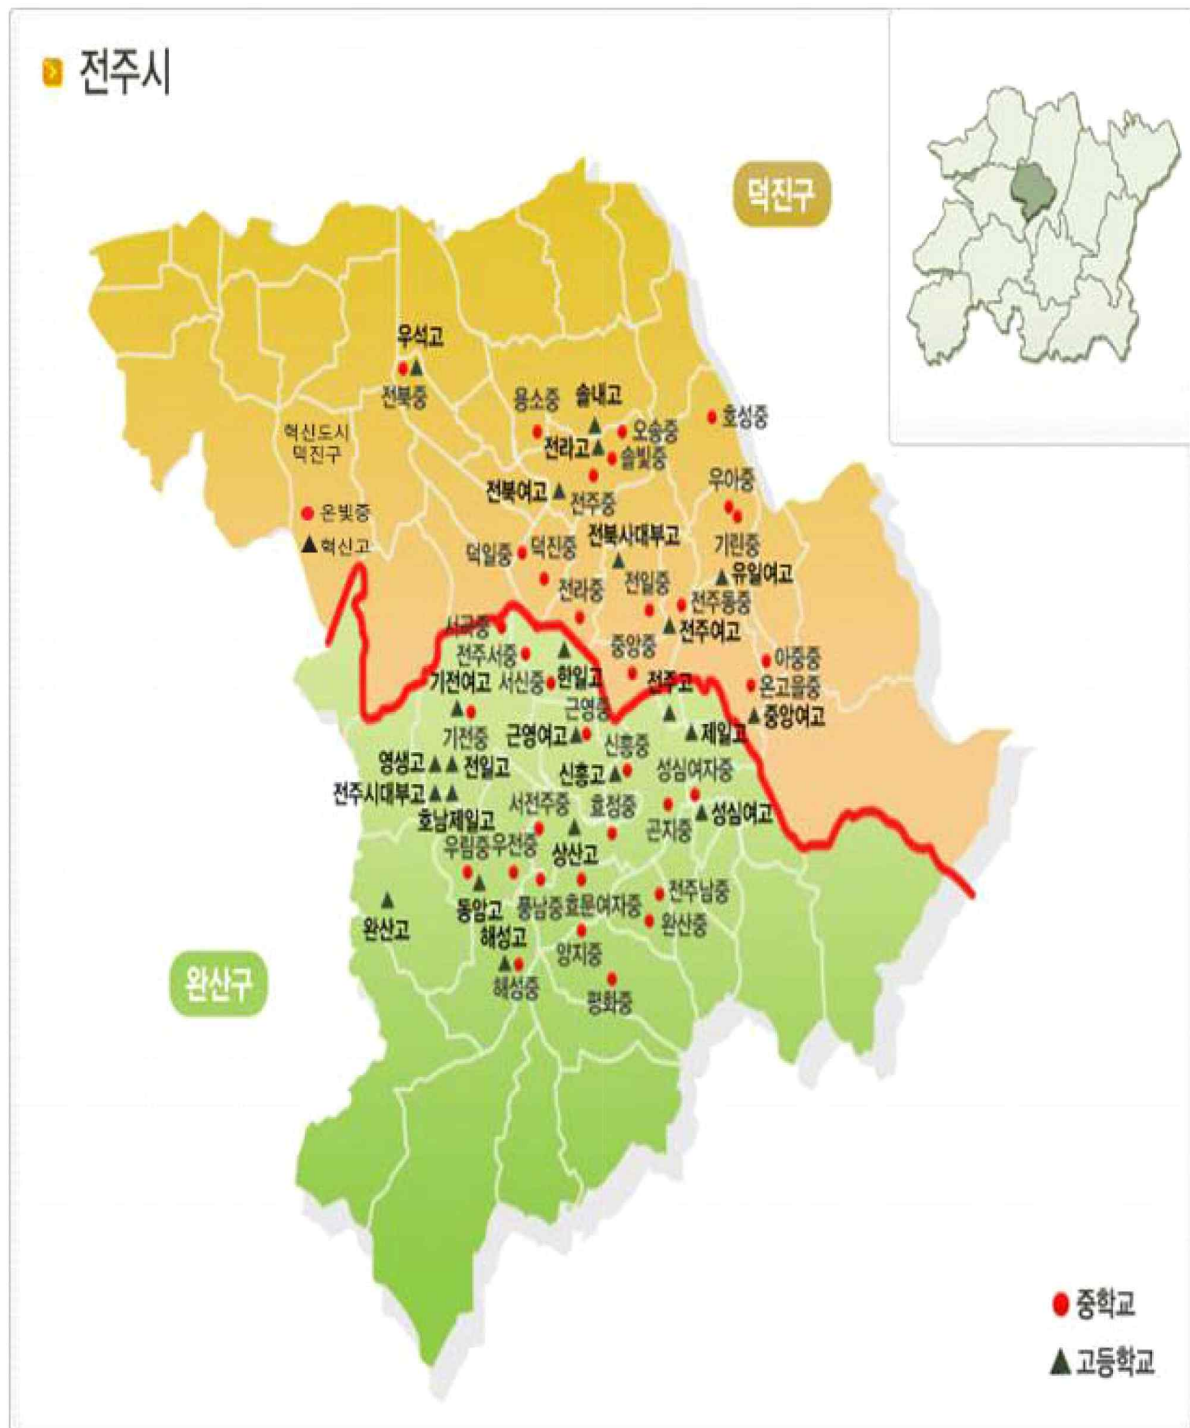 전주시
덕진구
우석고
전북중
용소중
솔내고
호성중
혁신도시
덕진구
오송중
전라고
솔빛중
우아중
전북여고
전주중
온빛중
전북사대부고
혁신고
덕일중
덕진중
기린중
유일여고
전라중
전일중
전주동중
서곡중
전주여고
전주서중
중앙중
아중중
기전여고
서신중
한일고
전주고
온고을중
근영중
중앙여고
기전중
근영여고
신흥중
제일고
영생고
전일고
신흥고
성심여자중
전주시대부고
서전주중
효정중
성심여고
호남제일고
곤지중
우림중
우전중
상산고
전주남중
동암고
풍남중
효문여자중
완산고
완산중
해성고
양지중
완산구
해성중
평화중
중학교
고등학교